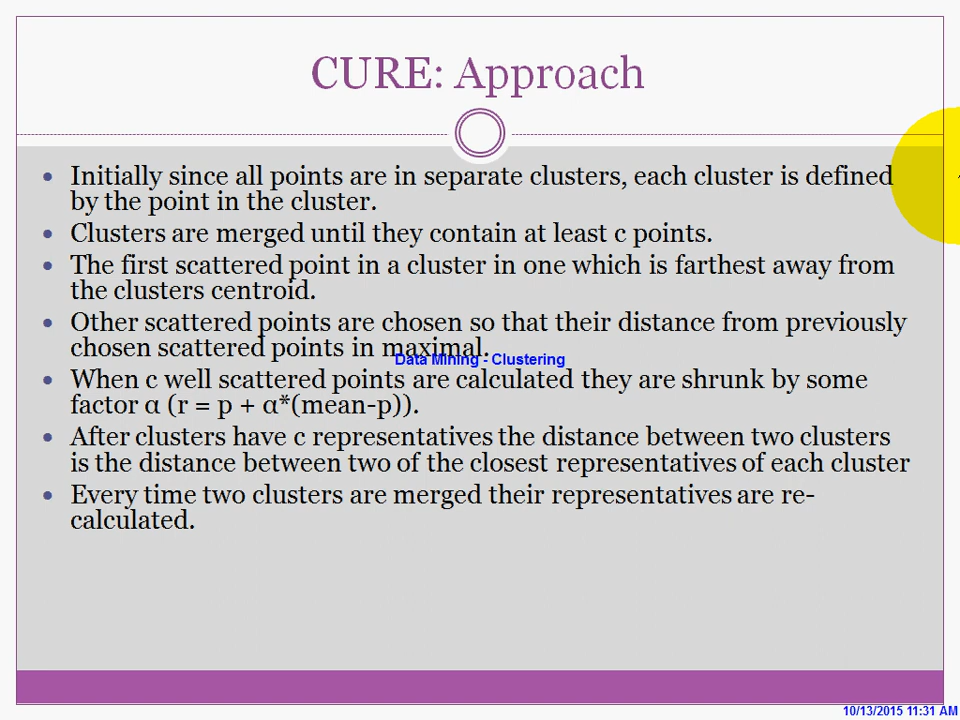 CURE: Approach
• Initially since all points are in separate clusters, each cluster is defined
by the point in the cluster.
• Clusters are merged until they contain at least c points.
• The first scattered point in a cluster in one which is farthest away from
the clusters centroid.
• Other scattered points are chosen so that their distance from previously
chosen scattered points in maximal.
Data Mining - Clustering
• When c well scattered points are calculated they are shrunk by some
factor α (r = p + α*(mean-p)).
• After clusters have c representatives the distance between two clusters
is the distance between two of the closest representatives of each cluster
• Every time two clusters are merged their representatives are re-
calculated.
10/13/2015 11:31 AM